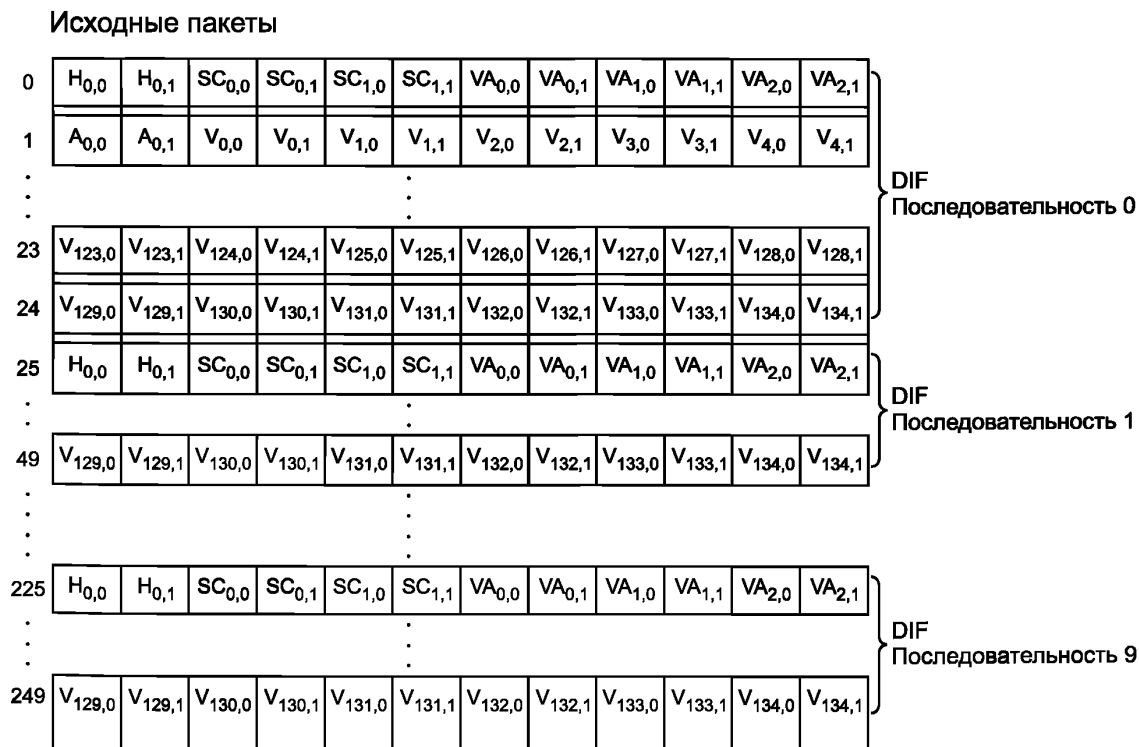 Исходные пакеты
0 H0,0 H0,1 SC0,0 SC0,1 SC1,0 SC1,1 VA0,0 VA0,1 VA1,0 VA1,1 VA2,0 VA2,1
1 A0,0 A0,1 V0,0 V0,1 V1,0 V1,1 V2,0 V2,1 V3,0 V3,1 V4,0 V4,1
DIF
Последовательность 0
23 V123,0 V123,1 V124,0 V124,1 V125,0 V125,1 V126,0 V126,1 V127,0 V127,1 V128,0 V128,1
24 V129,0 V129,1 V130,0 V130,1 V131,0 V131,1 V132,0 V132,1 V133,0 V133,1 V134,0 V134,1
25 H0,0 H0,1 SC0,0 SC0,1 SC1,0 SC1,1 VA0,0 VA0,1 VA1,0 VA1,1 VA2,0 VA2,1
DIF
Последовательность 1
49 V129,0 V129,1 V130,0 V130,1 V131,0 V131,1 V132,0 V132,1 V133,0 V133,1 V134,0 V134,1
225 H0,0 H0,1 SC0,0 SC0,1 SC1,0 SC1,1 VA0,0 VA0,1 VA1,0 VA1,1 VA2,0 VA2,1
DIF
Последовательность 9
249 V129,0 V129,1 V130,0 V130,1 V131,0 V131,1 V132,0 V132,1 V133,0 V133,1 V134,0 V134,1